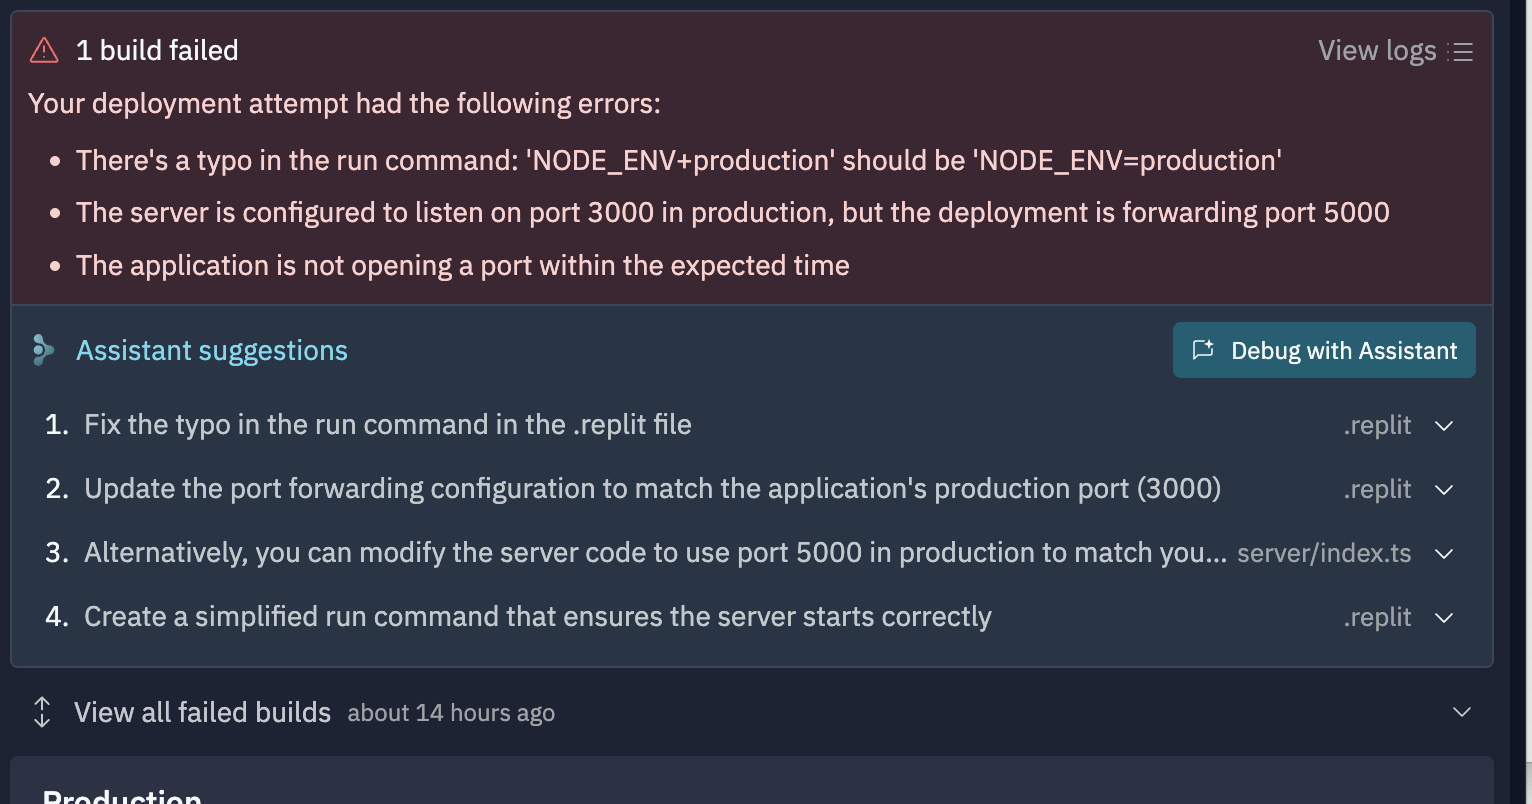 1 build failed
View logs
Your deployment attempt had the following errors:
• There's a typo in the run command: 'NODE_ENV+production' should be 'NODE_ENV=production'
• The server is configured to listen on port 3000 in production, but the deployment is forwarding port 5000
• The application is not opening a port within the expected time
Assistant suggestions
Debug with Assistant
1. Fix the typo in the run command in the .replit file .replit
2. Update the port forwarding configuration to match the application's production port (3000) .replit
3. Alternatively, you can modify the server code to use port 5000 in production to match you... server/index.ts
4. Create a simplified run command that ensures the server starts correctly .replit
View all failed builds about 14 hours ago
Production